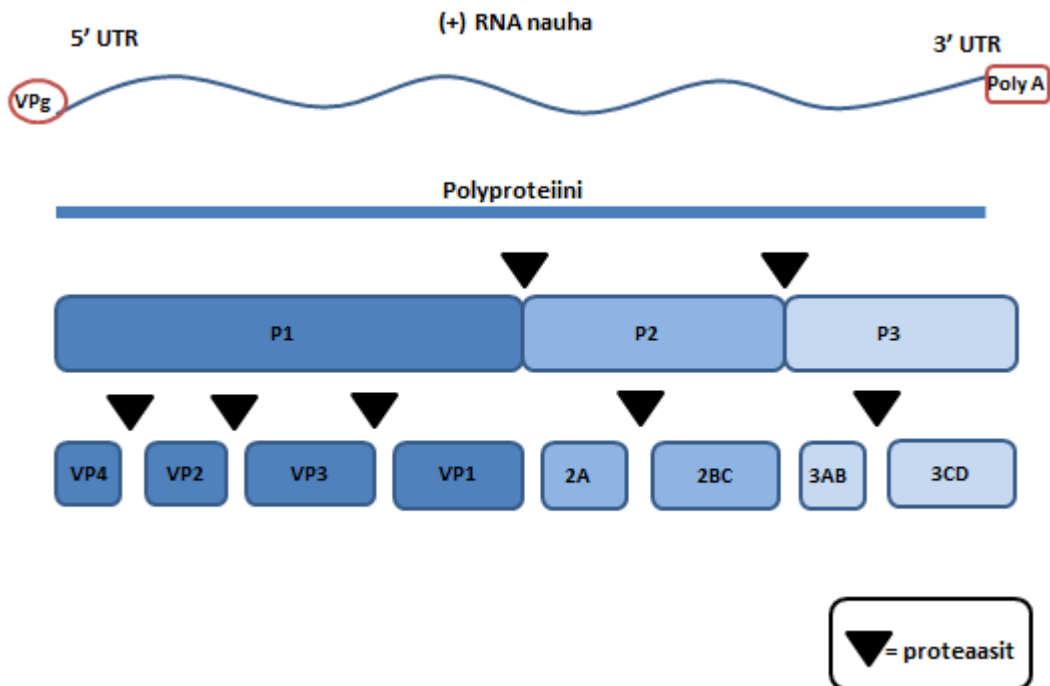 (+) RNA nauha
5’ UTR
3’ UTR
VPg
Poly A
Polyproteiini
P1
P2
P3
VP4
VP2
VP3
VP1
2A
2BC
3AB
3CD
= proteaasit